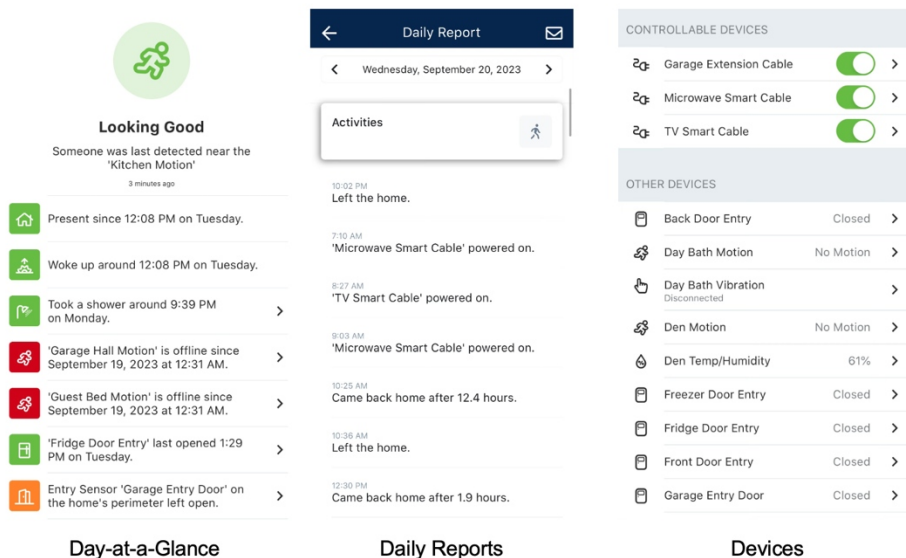 Looking Good
Someone was last detected near the
'Kitchen Motion'
3 minutes ago
Present since 12:08 PM on Tuesday.
Woke up around 12:08 PM on Tuesday.
Took a shower around 9:39 PM
on Monday.
'Garage Hall Motion' is offline since
September 19, 2023 at 12:31 AM.
'Guest Bed Motion' is offline since
September 19, 2023 at 12:31 AM.
'Fridge Door Entry' last opened 1:29
PM on Tuesday.
Entry Sensor 'Garage Entry Door' on
the home's perimeter left open.
Day-at-a-Glance
Daily Report
Wednesday, September 20, 2023
Activities
10:02 PM
Left the home.
7:10 AM
'Microwave Smart Cable' powered on.
8:27 AM
'TV Smart Cable' powered on.
9:03 AM
'Microwave Smart Cable' powered on.
10:25 AM
Came back home after 12.4 hours.
10:36 AM
Left the home.
12:30 PM
Came back home after 1.9 hours.
Daily Reports
CONTROLLABLE DEVICES
Garage Extension Cable
Microwave Smart Cable
TV Smart Cable
OTHER DEVICES
Back Door Entry Closed
Day Bath Motion No Motion
Day Bath Vibration
Disconnected
Den Motion No Motion
Den Temp/Humidity 61%
Freezer Door Entry Closed
Fridge Door Entry Closed
Front Door Entry Closed
Garage Entry Door Closed
Devices